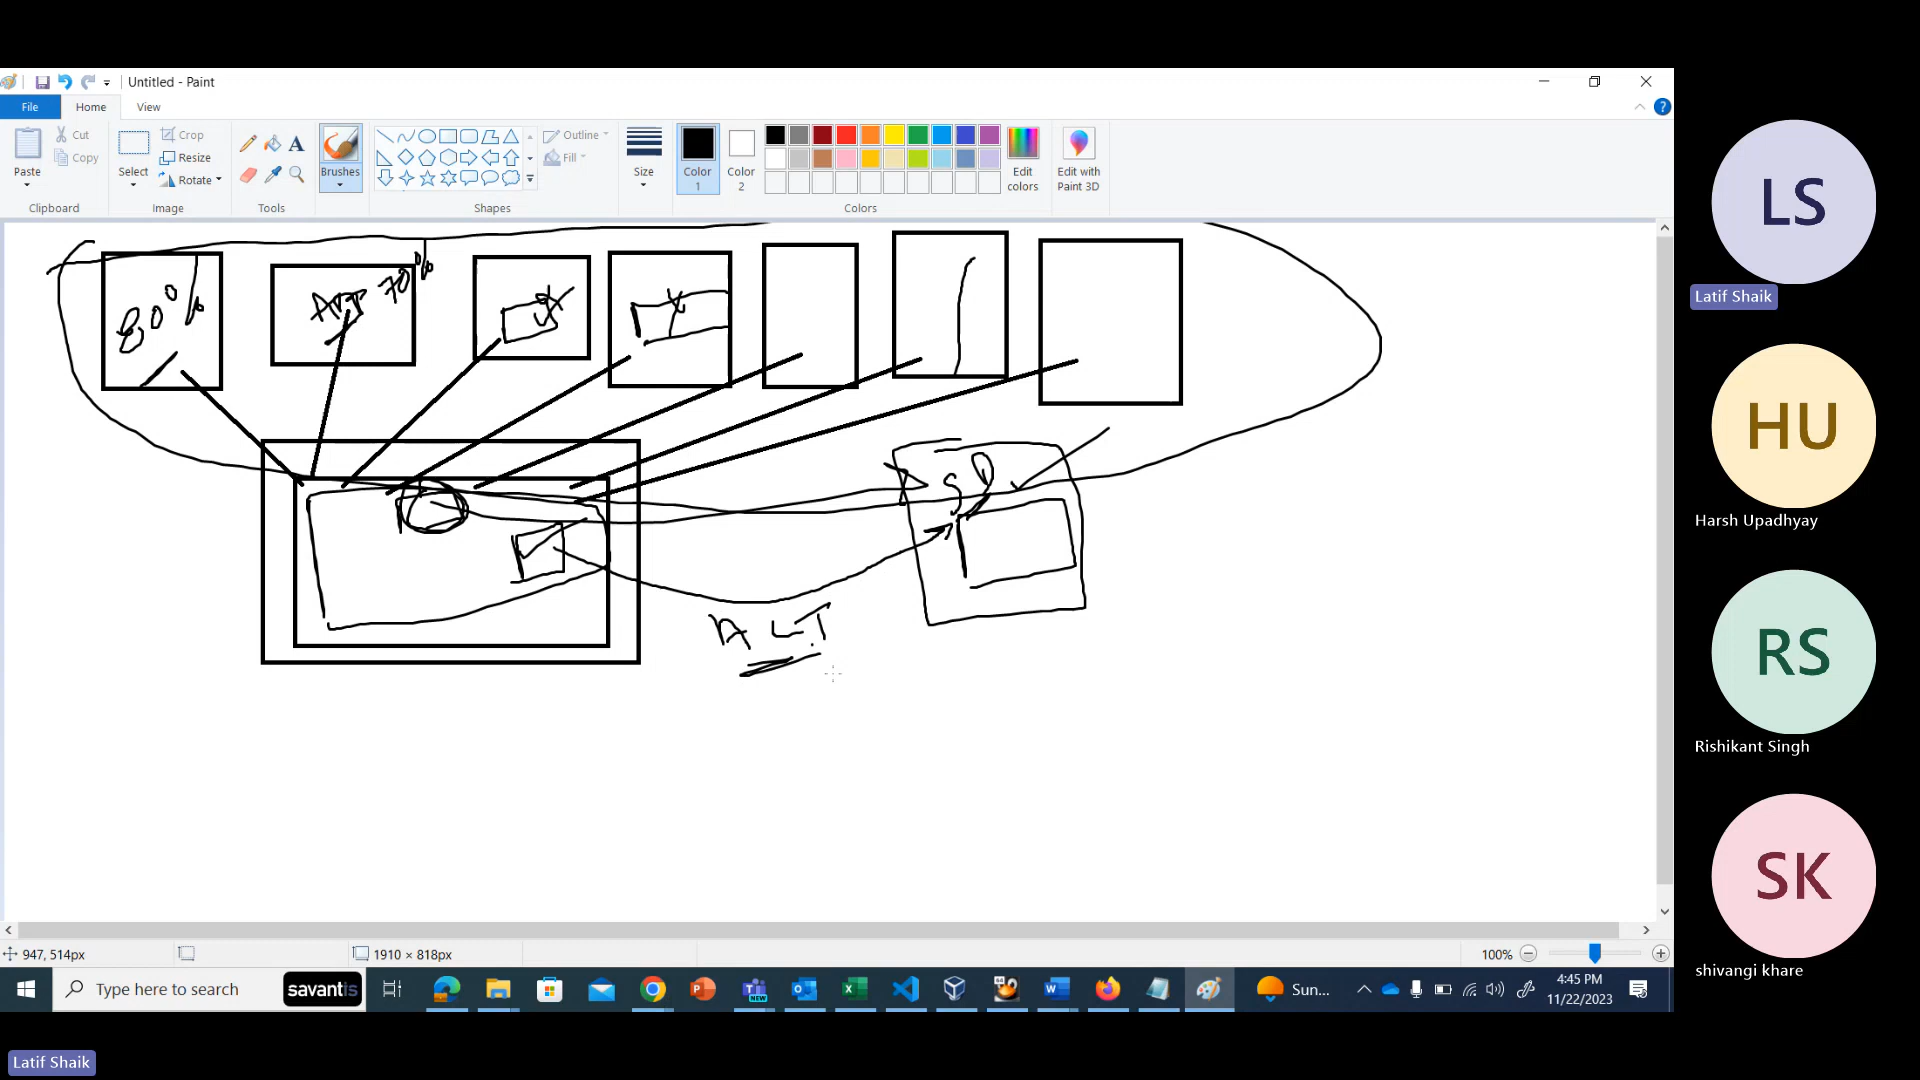 Untitled - Paint
File
Home
View
Paste
Cut
Copy
Clipboard
Select
Crop
Resize
Rotate
Image
Tools
Brushes
Outline
Fill
Shapes
Size
Color
1
Color
2
Edit
colors
Edit with
Paint 3D
Colors
80%
70%
SD
ALT
947, 514px
1910 × 818px
100%
Type here to search
savantis
NEW
Sun...
4:45 PM
11/22/2023
LS
Latif Shaik
HU
Harsh Upadhyay
RS
Rishikant Singh
SK
shivangi khare
Latif Shaik